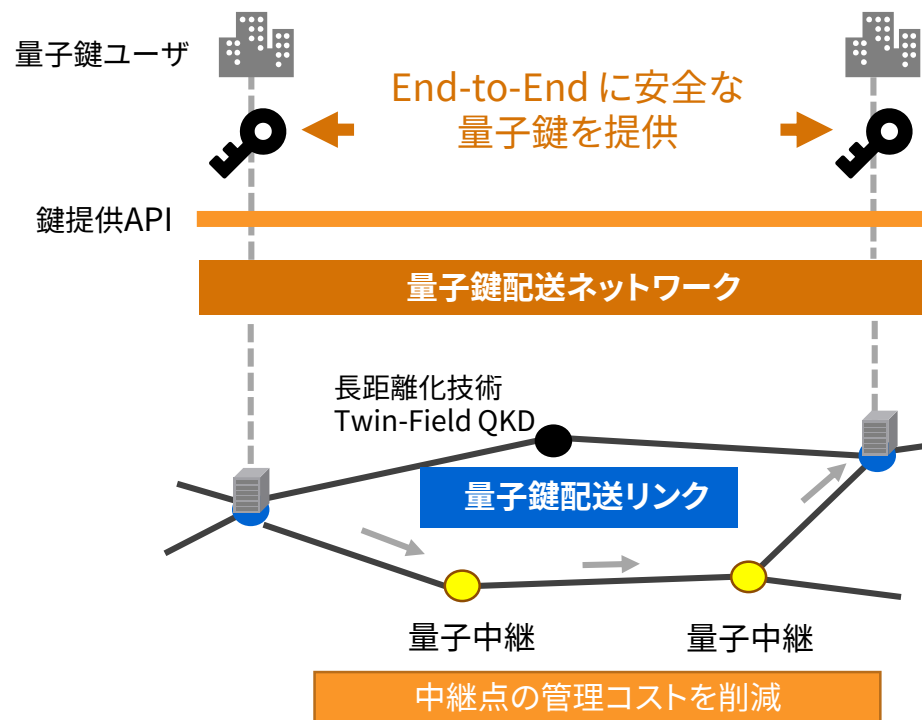 量子鍵ユーザ
End-to-End に安全な
量子鍵を提供
鍵提供API
量子鍵配送ネットワーク
長距離化技術
Twin-Field QKD
量子鍵配送リンク
量子中継
量子中継
中継点の管理コストを削減